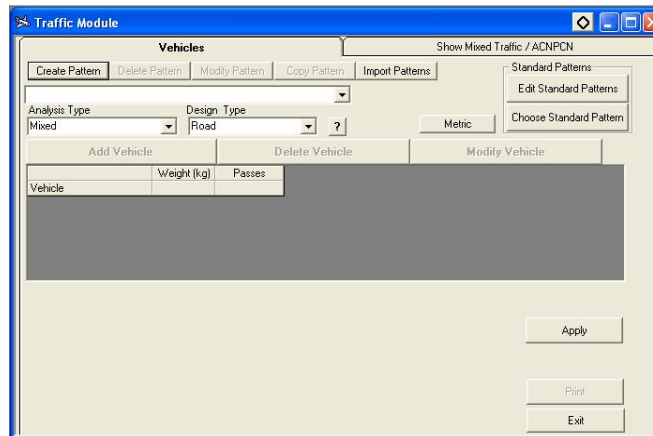 Traffic Module
Vehicles
Show Mixed Traffic / ACNPCN
Create Pattern
Delete Pattern
Modify Pattern
Copy Pattern
Import Patterns
Standard Patterns
Edit Standard Patterns
Choose Standard Pattern
Analysis Type
Design Type
Mixed
Road
?
Metric
Add Vehicle
Delete Vehicle
Modify Vehicle
Weight (kg)
Passes
Vehicle
Apply
Print
Exit